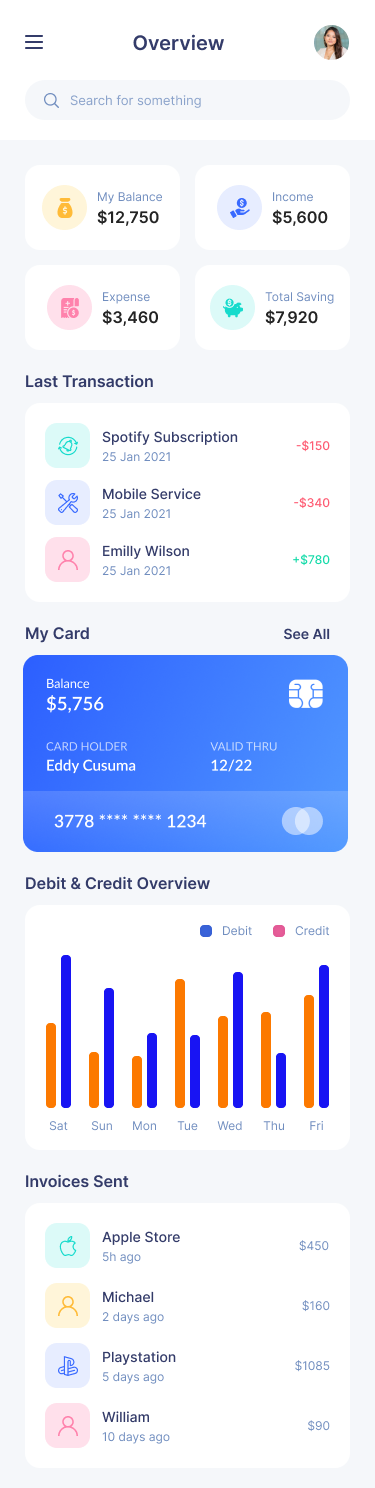 Overview
Search for something
My Balance
$12,750
Income
$5,600
Expense
$3,460
Total Saving
$7,920
Last Transaction
Spotify Subscription
25 Jan 2021
-$150
Mobile Service
25 Jan 2021
-$340
Emilly Wilson
25 Jan 2021
+$780
My Card
See All
Balance
$5,756
CARD HOLDER
Eddy Cusuma
VALID THRU
12/22
3778 **** **** 1234
Debit & Credit Overview
Debit
Credit
Sat
Sun
Mon
Tue
Wed
Thu
Fri
Invoices Sent
Apple Store
5h ago
$450
Michael
2 days ago
$160
Playstation
5 days ago
$1085
William
10 days ago
$90